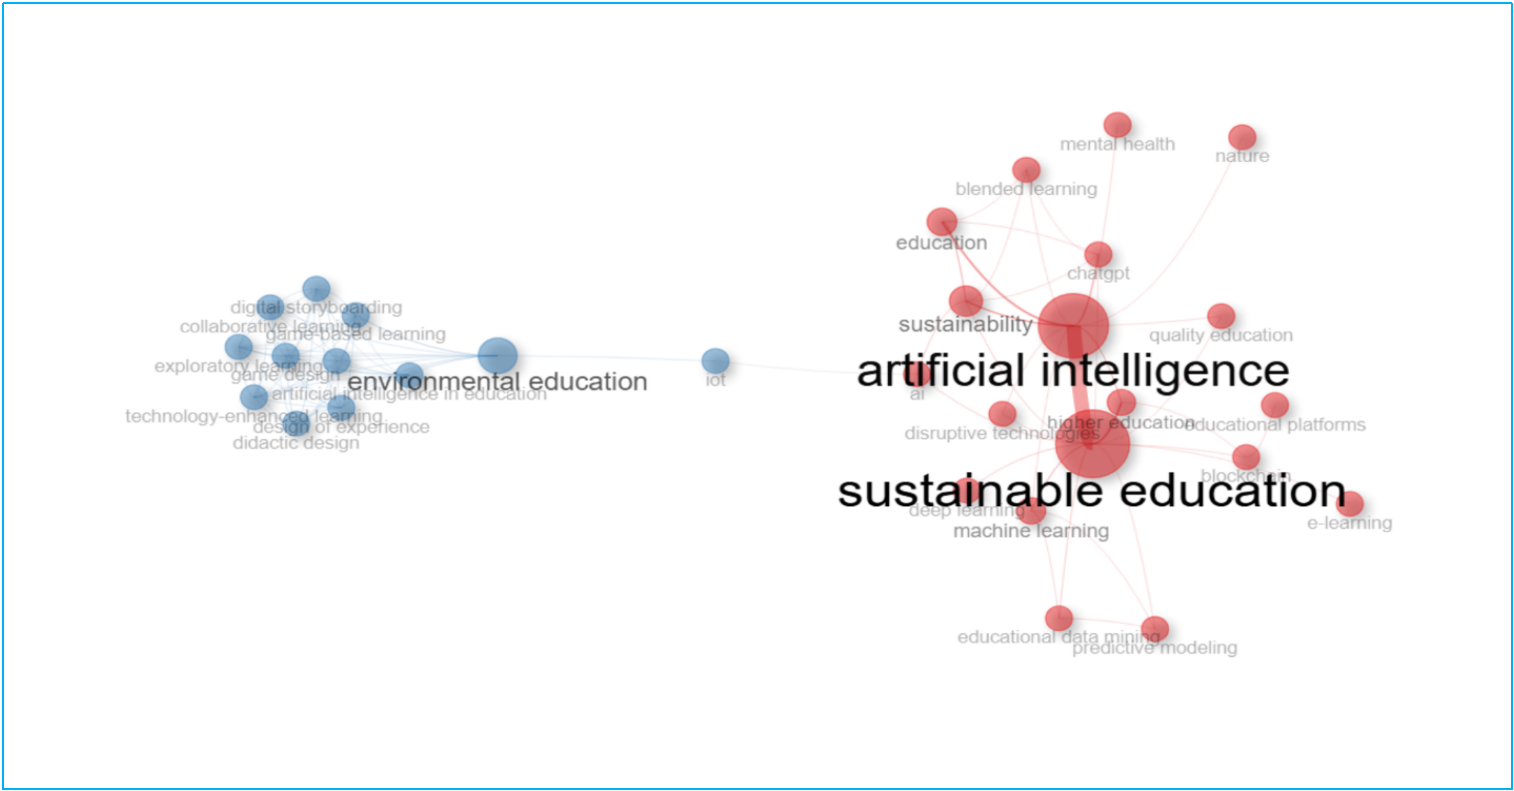 mental health
nature
blended learning
education
chatgpt
digital storyboarding
sustainability
collaborative learning
game-based learning
quality education
exploratory learning
game design
artificial intelligence
environmental education
iot
ai
artificial intelligence in education
technology-enhanced learning
design of experience
didactic design
higher education
educational platforms
disruptive technologies
blockchain
sustainable education
deep learning
e-learning
machine learning
educational data mining
predictive modeling